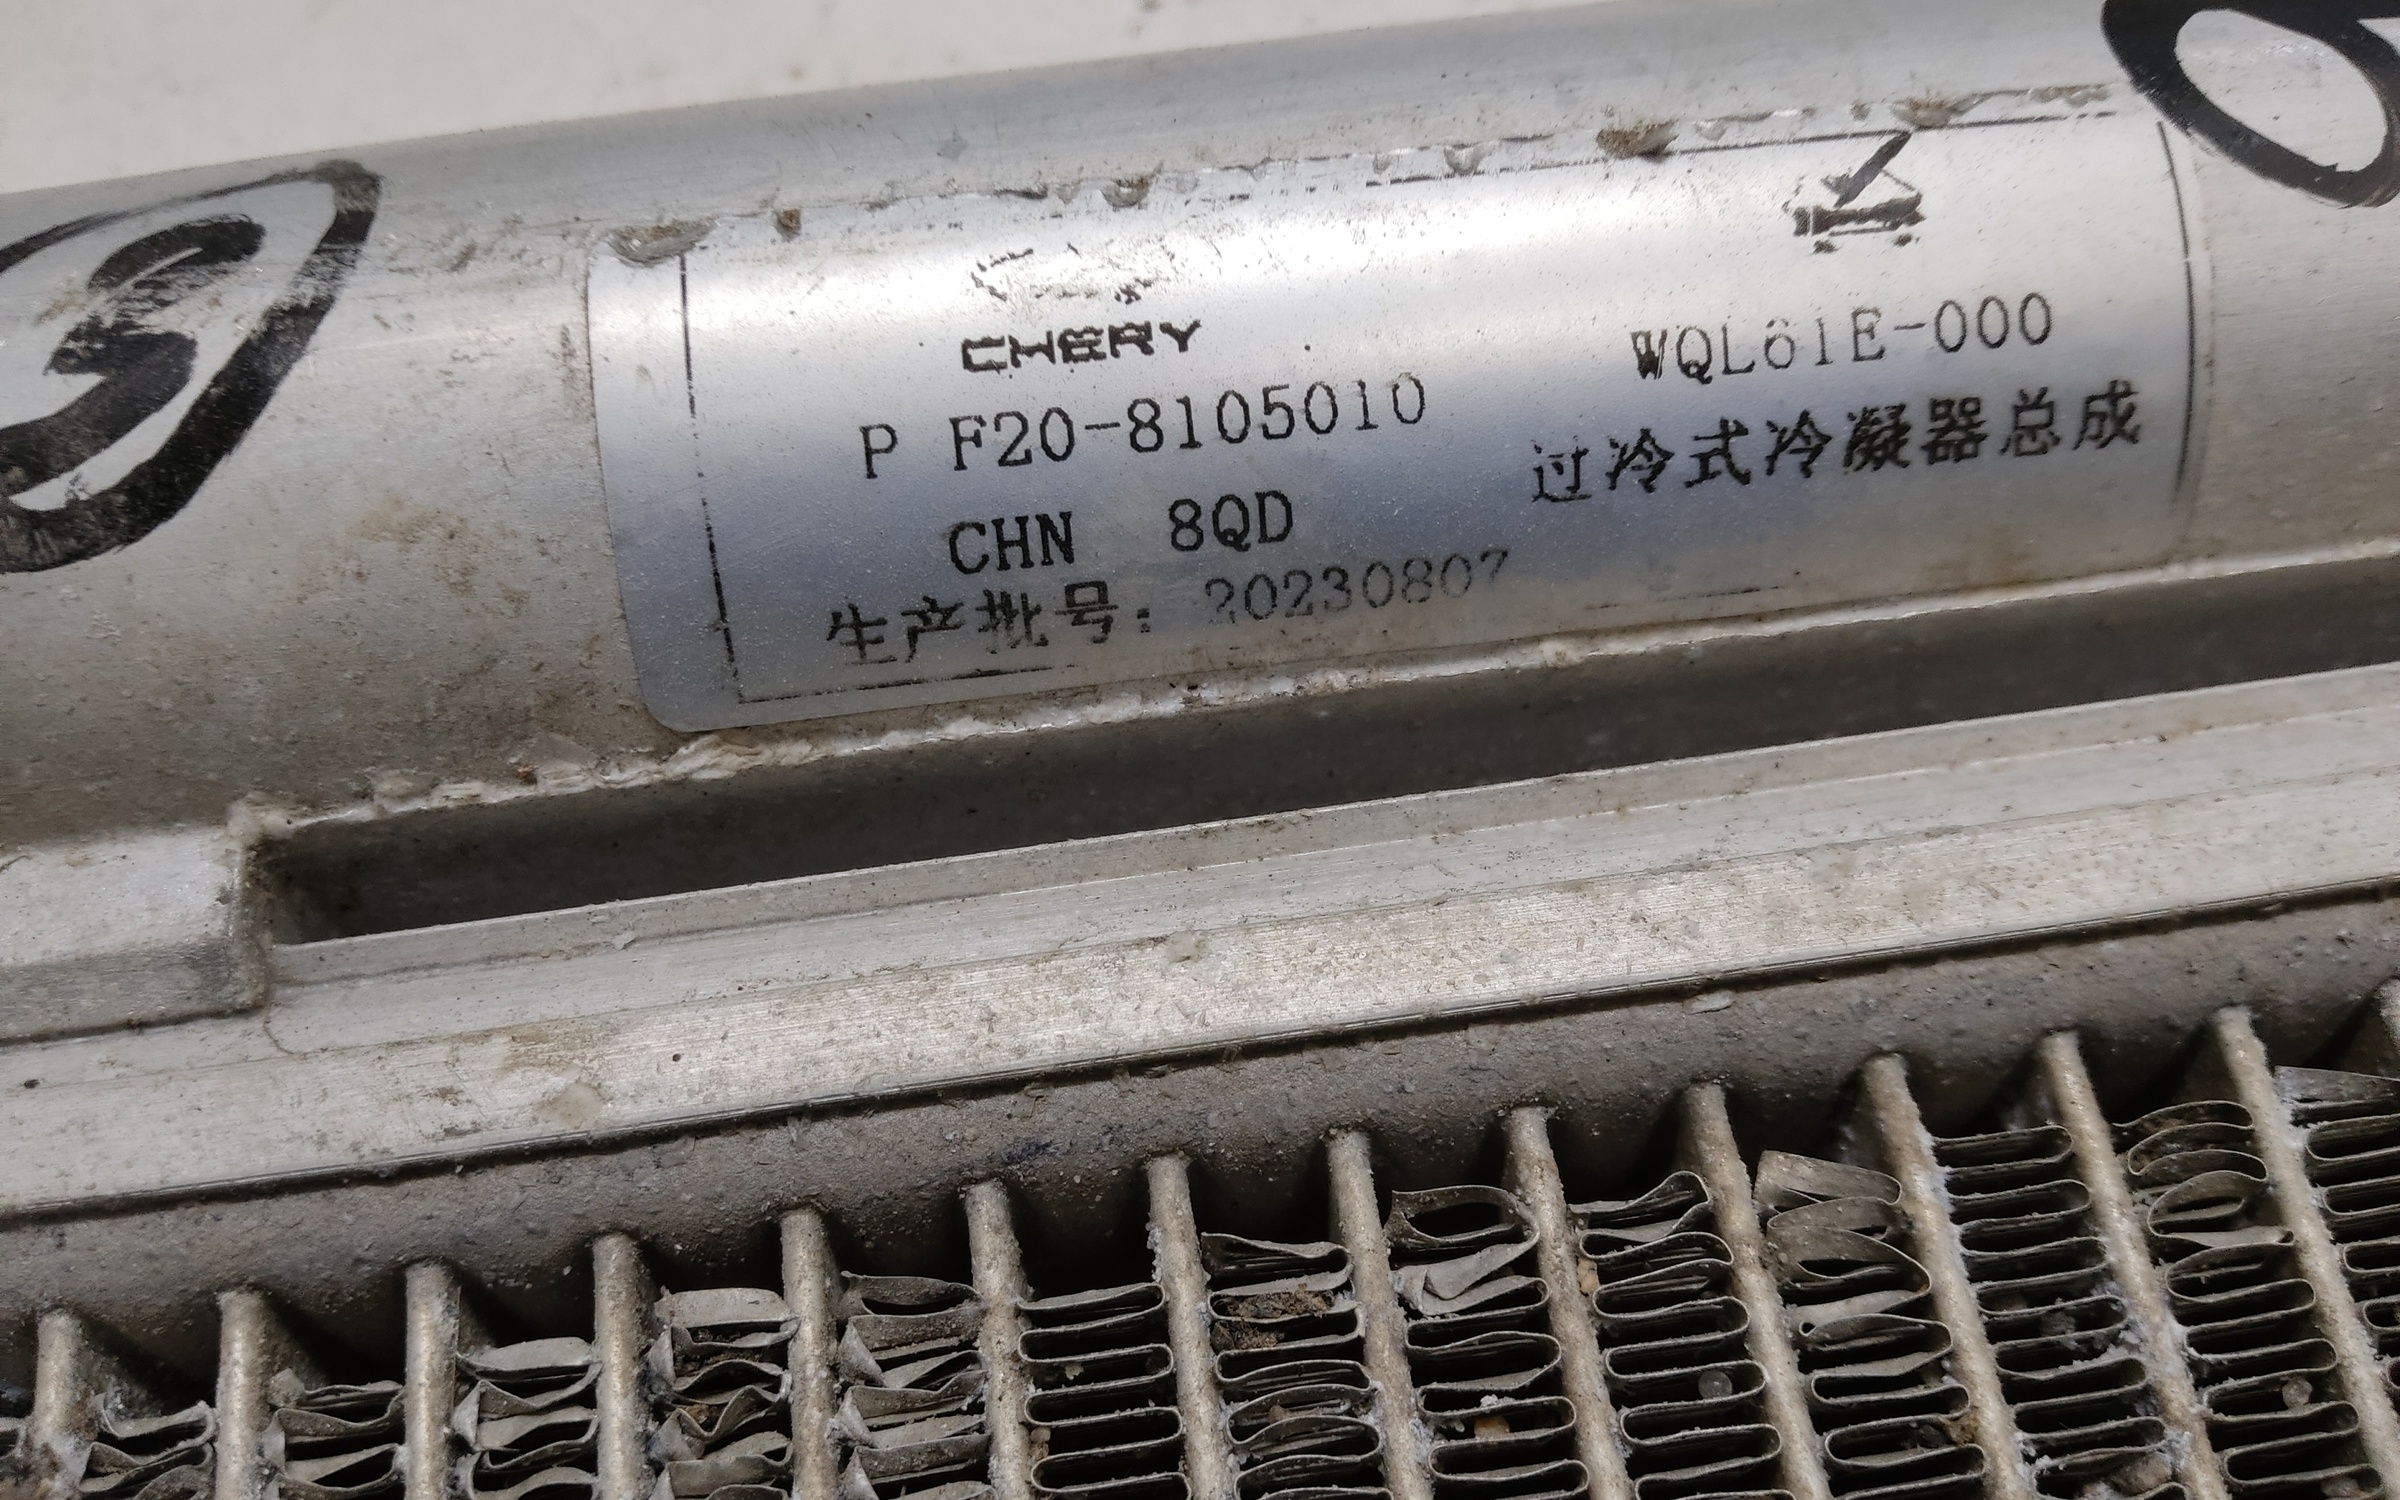 S
CHERY
P F20-8105010
CHN 8QD
生产批号：20230807
WQL61E-000
过冷式冷凝器总成